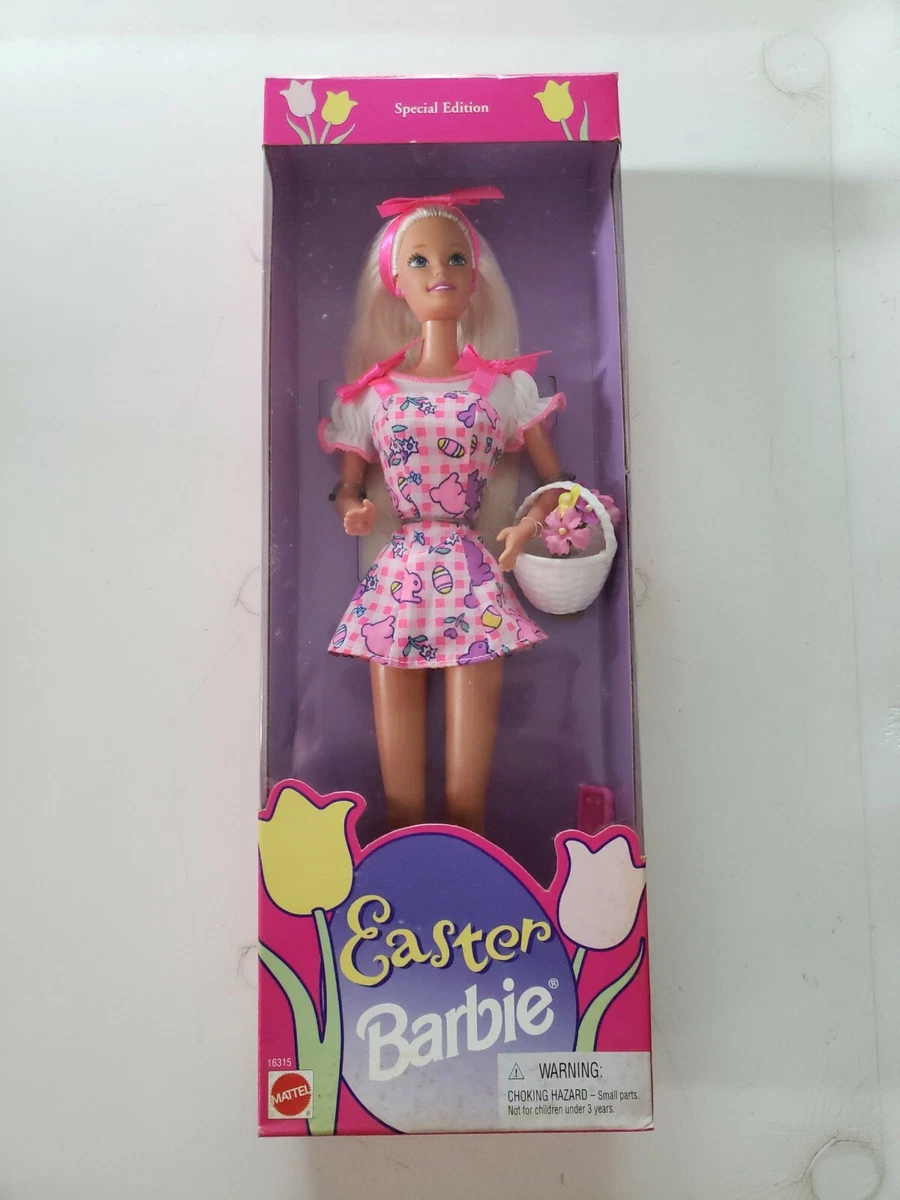 Special Edition
Easter
Barbie®
16315
MATTEL
®
⚠ WARNING:
CHOKING HAZARD – Small parts.
Not for children under 3 years.